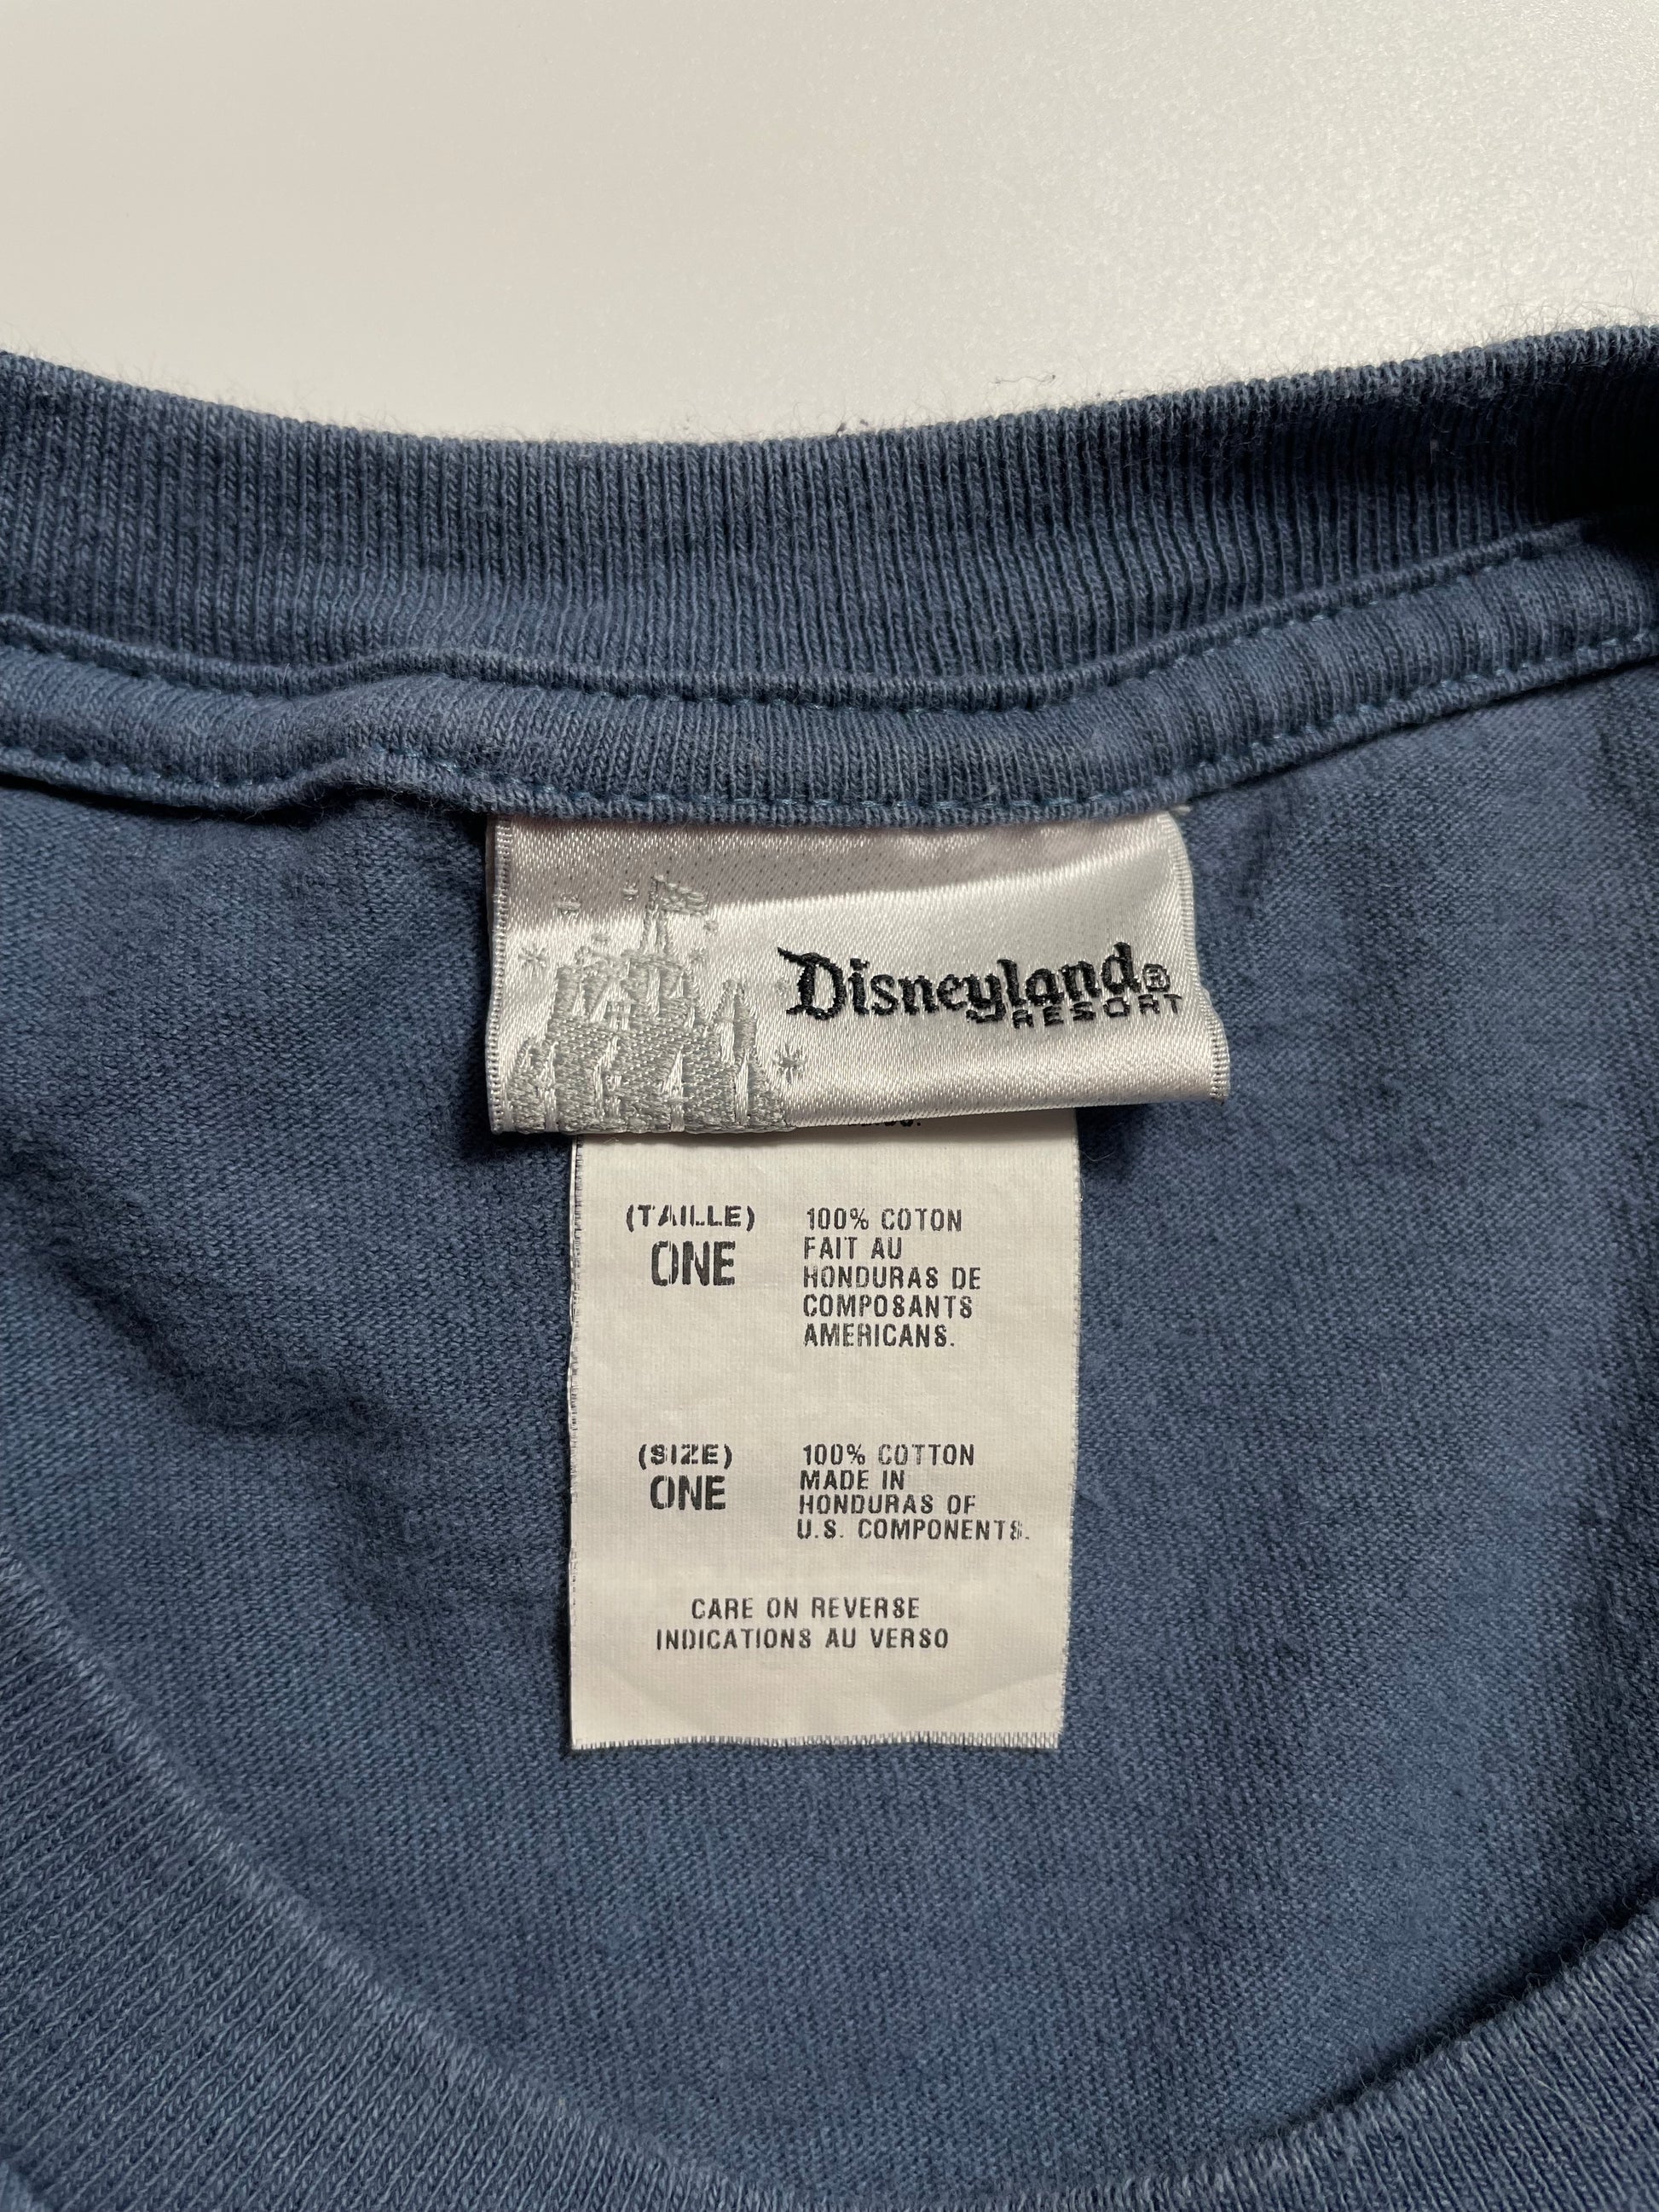 Disneyland®
RESORT
(TAILLE)
ONE
100% COTON
FAIT AU
HONDURAS DE
COMPOSANTS
AMERICANS.
(SIZE)
ONE
100% COTTON
MADE IN
HONDURAS OF
U.S. COMPONENTS.
CARE ON REVERSE
INDICATIONS AU VERSO